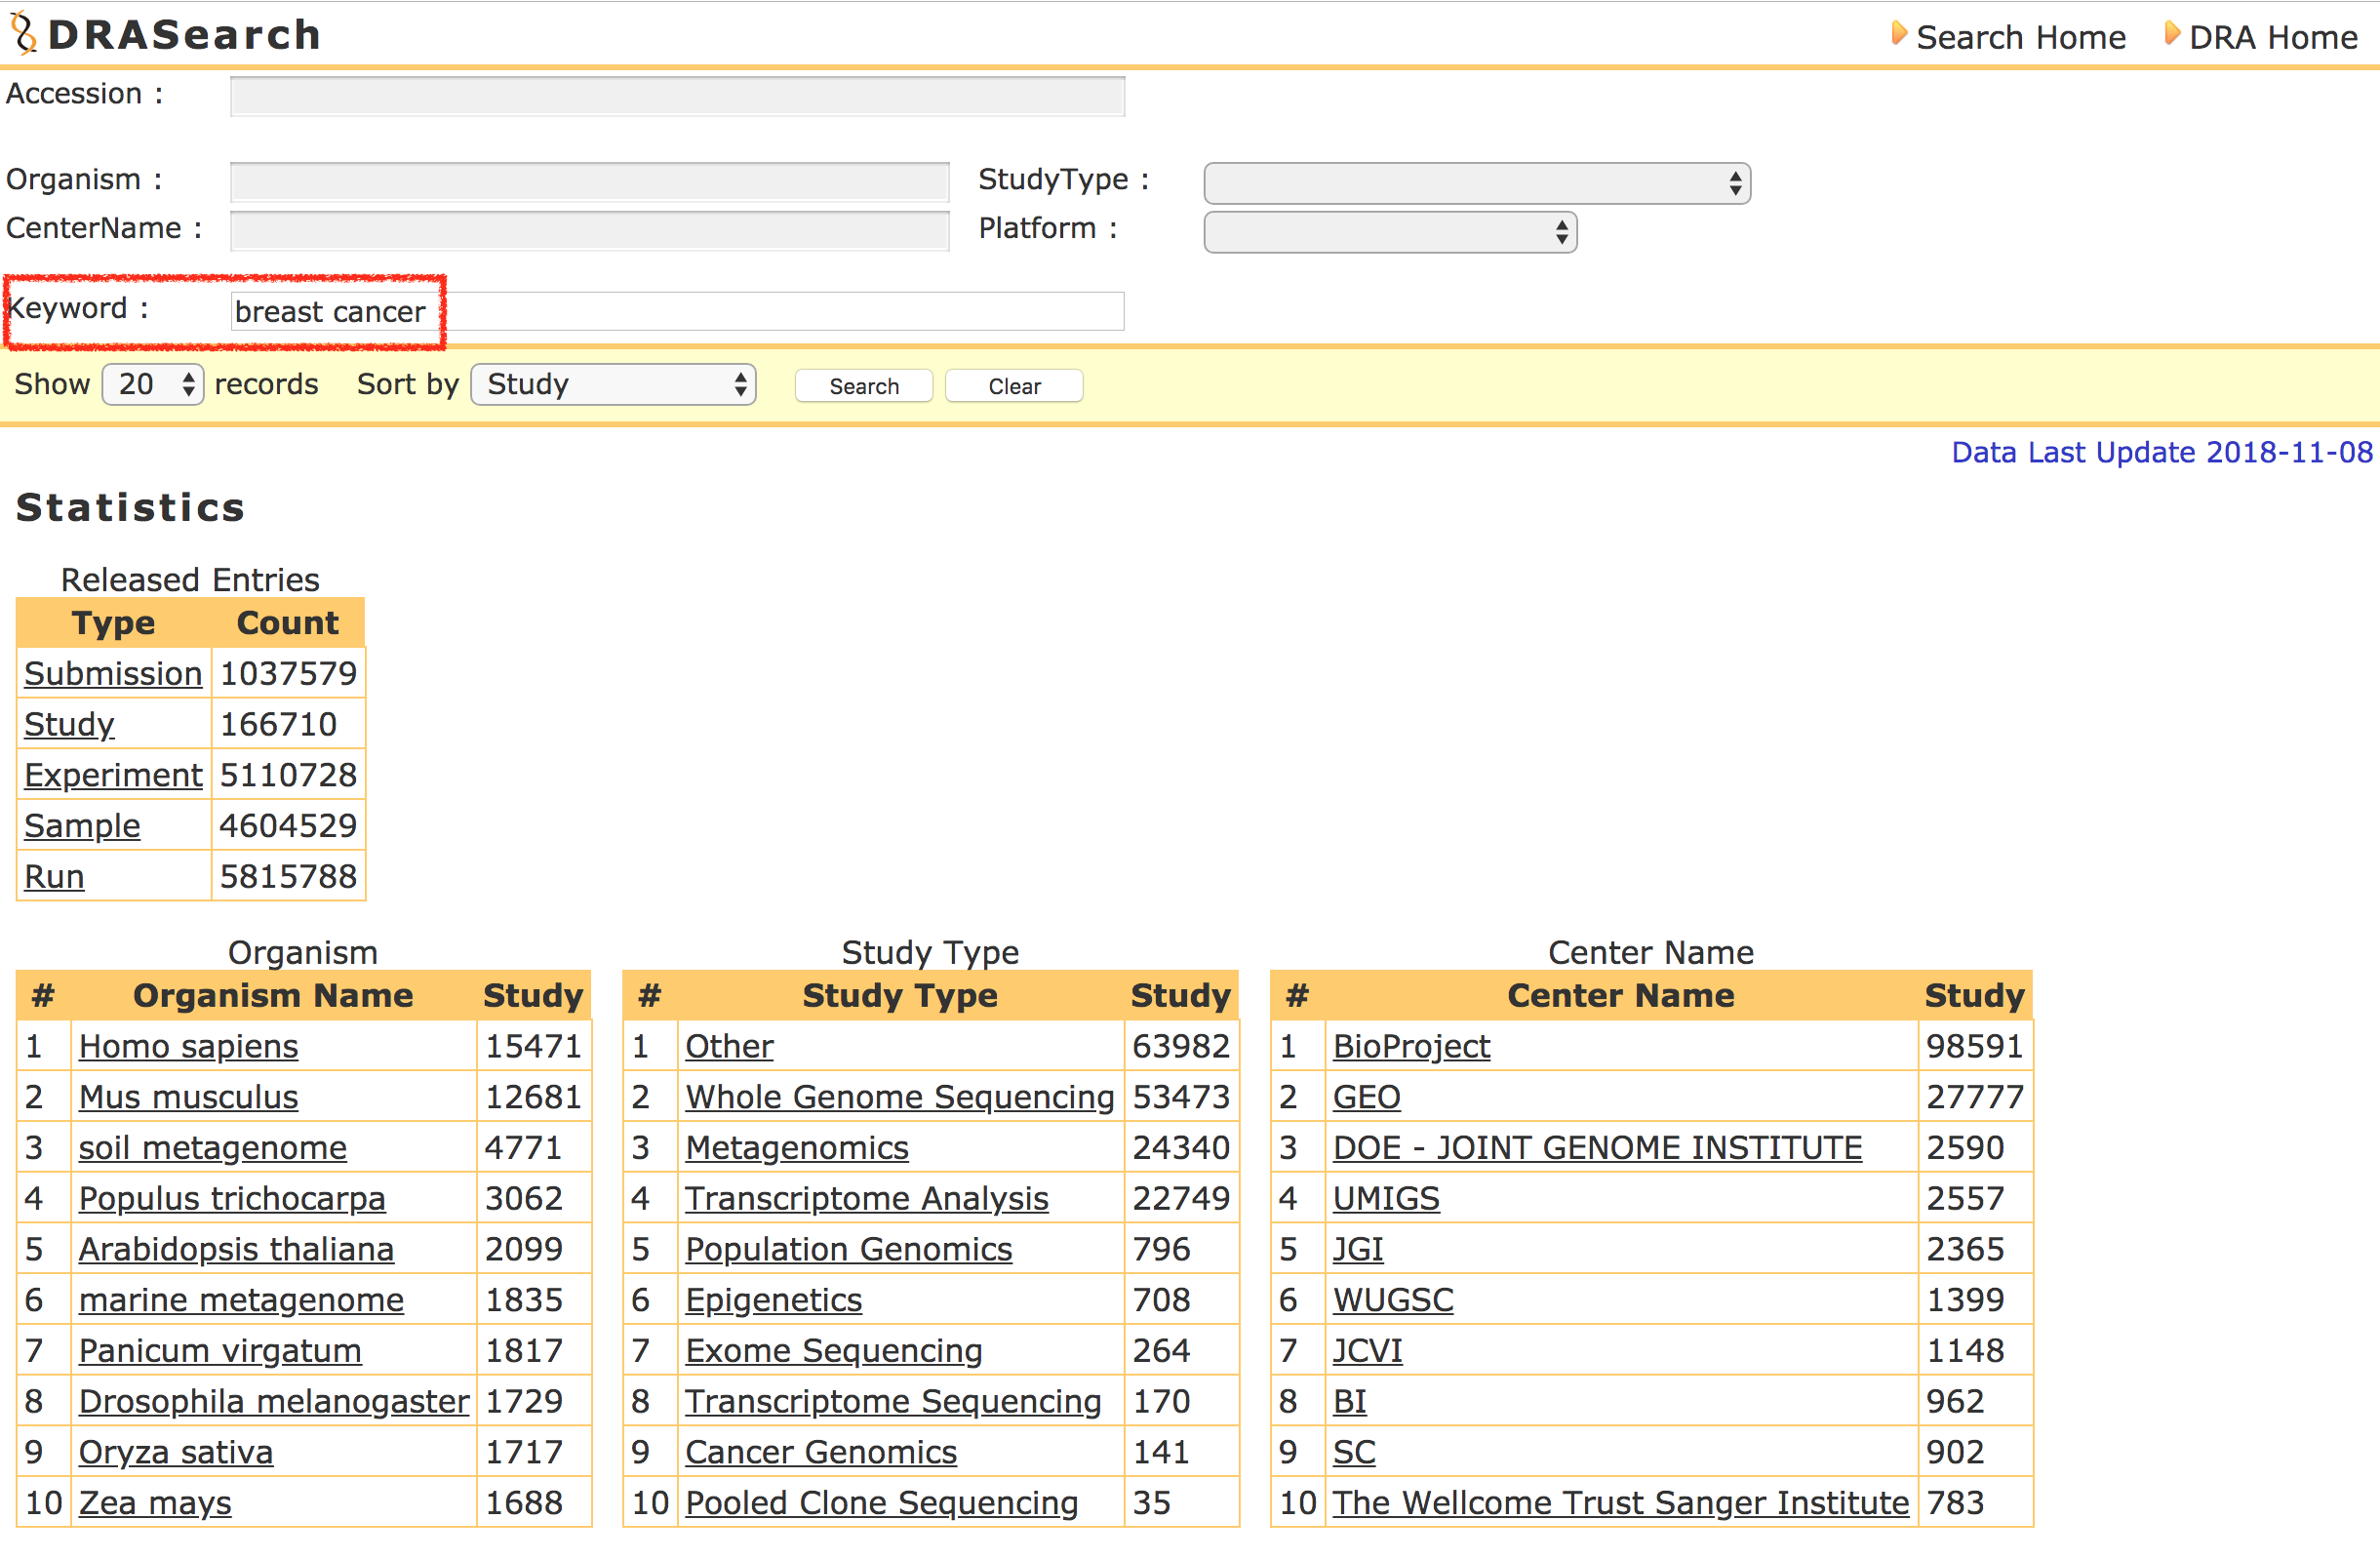 DRASearch
Search Home DRA Home
Accession :
Organism : StudyType :
CenterName : Platform :
Keyword : breast cancer
Show 20 records Sort by Study Search Clear
Data Last Update 2018-11-08
Statistics
Released Entries
Type Count
Submission 1037579
Study 166710
Experiment 5110728
Sample 4604529
Run 5815788
Organism
# Organism Name Study
1 Homo sapiens 15471
2 Mus musculus 12681
3 soil metagenome 4771
4 Populus trichocarpa 3062
5 Arabidopsis thaliana 2099
6 marine metagenome 1835
7 Panicum virgatum 1817
8 Drosophila melanogaster 1729
9 Oryza sativa 1717
10 Zea mays 1688
Study Type
# Study Type Study
1 Other 63982
2 Whole Genome Sequencing 53473
3 Metagenomics 24340
4 Transcriptome Analysis 22749
5 Population Genomics 796
6 Epigenetics 708
7 Exome Sequencing 264
8 Transcriptome Sequencing 170
9 Cancer Genomics 141
10 Pooled Clone Sequencing 35
Center Name
# Center Name Study
1 BioProject 98591
2 GEO 27777
3 DOE - JOINT GENOME INSTITUTE 2590
4 UMIGS 2557
5 JGI 2365
6 WUGSC 1399
7 JCVI 1148
8 BI 962
9 SC 902
10 The Wellcome Trust Sanger Institute 783